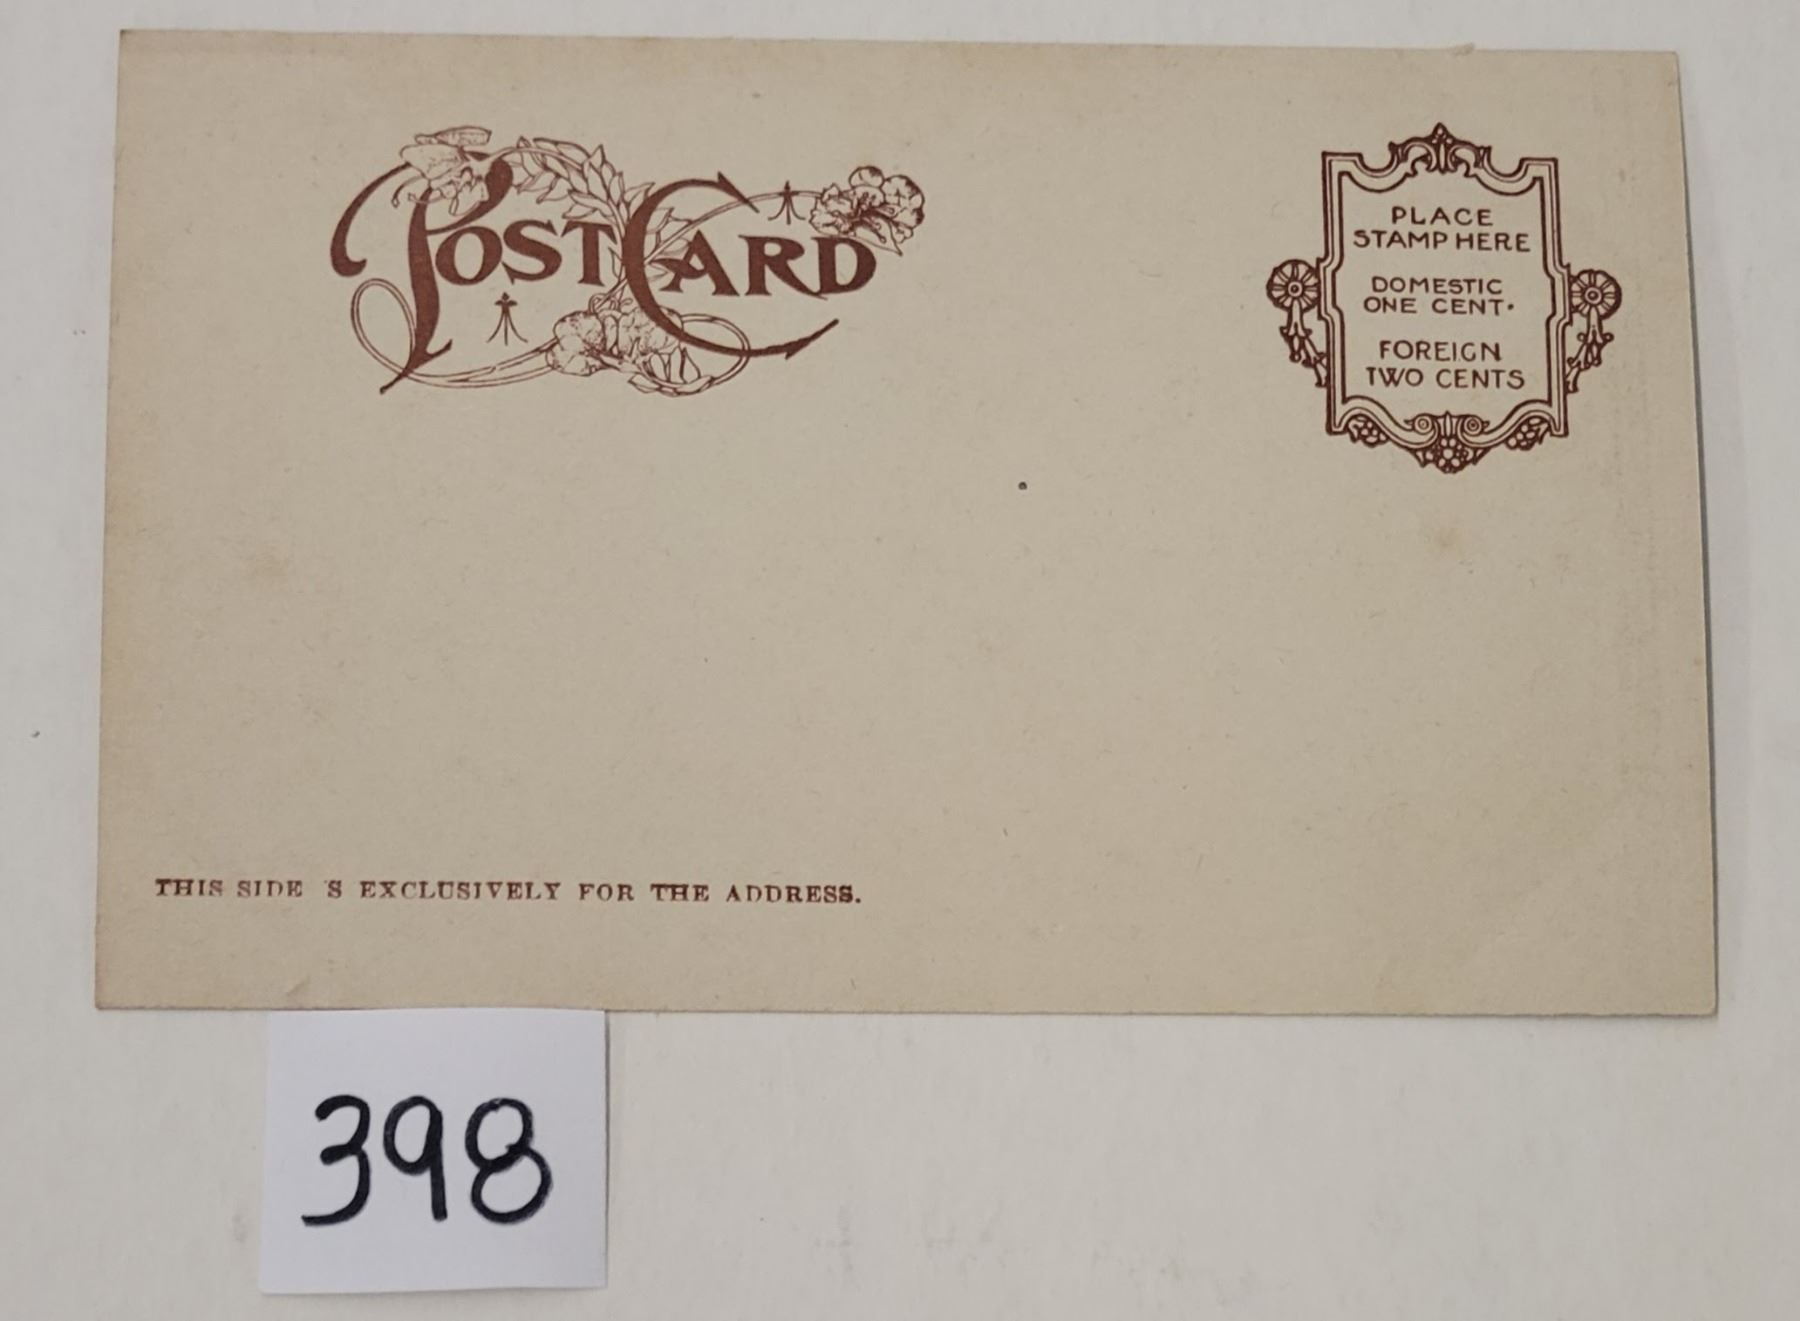 POST CARD
PLACE
STAMP HERE
DOMESTIC
ONE CENT.
FOREIGN
TWO CENTS
THIS SIDE 'S EXCLUSIVELY FOR THE ADDRESS.
398